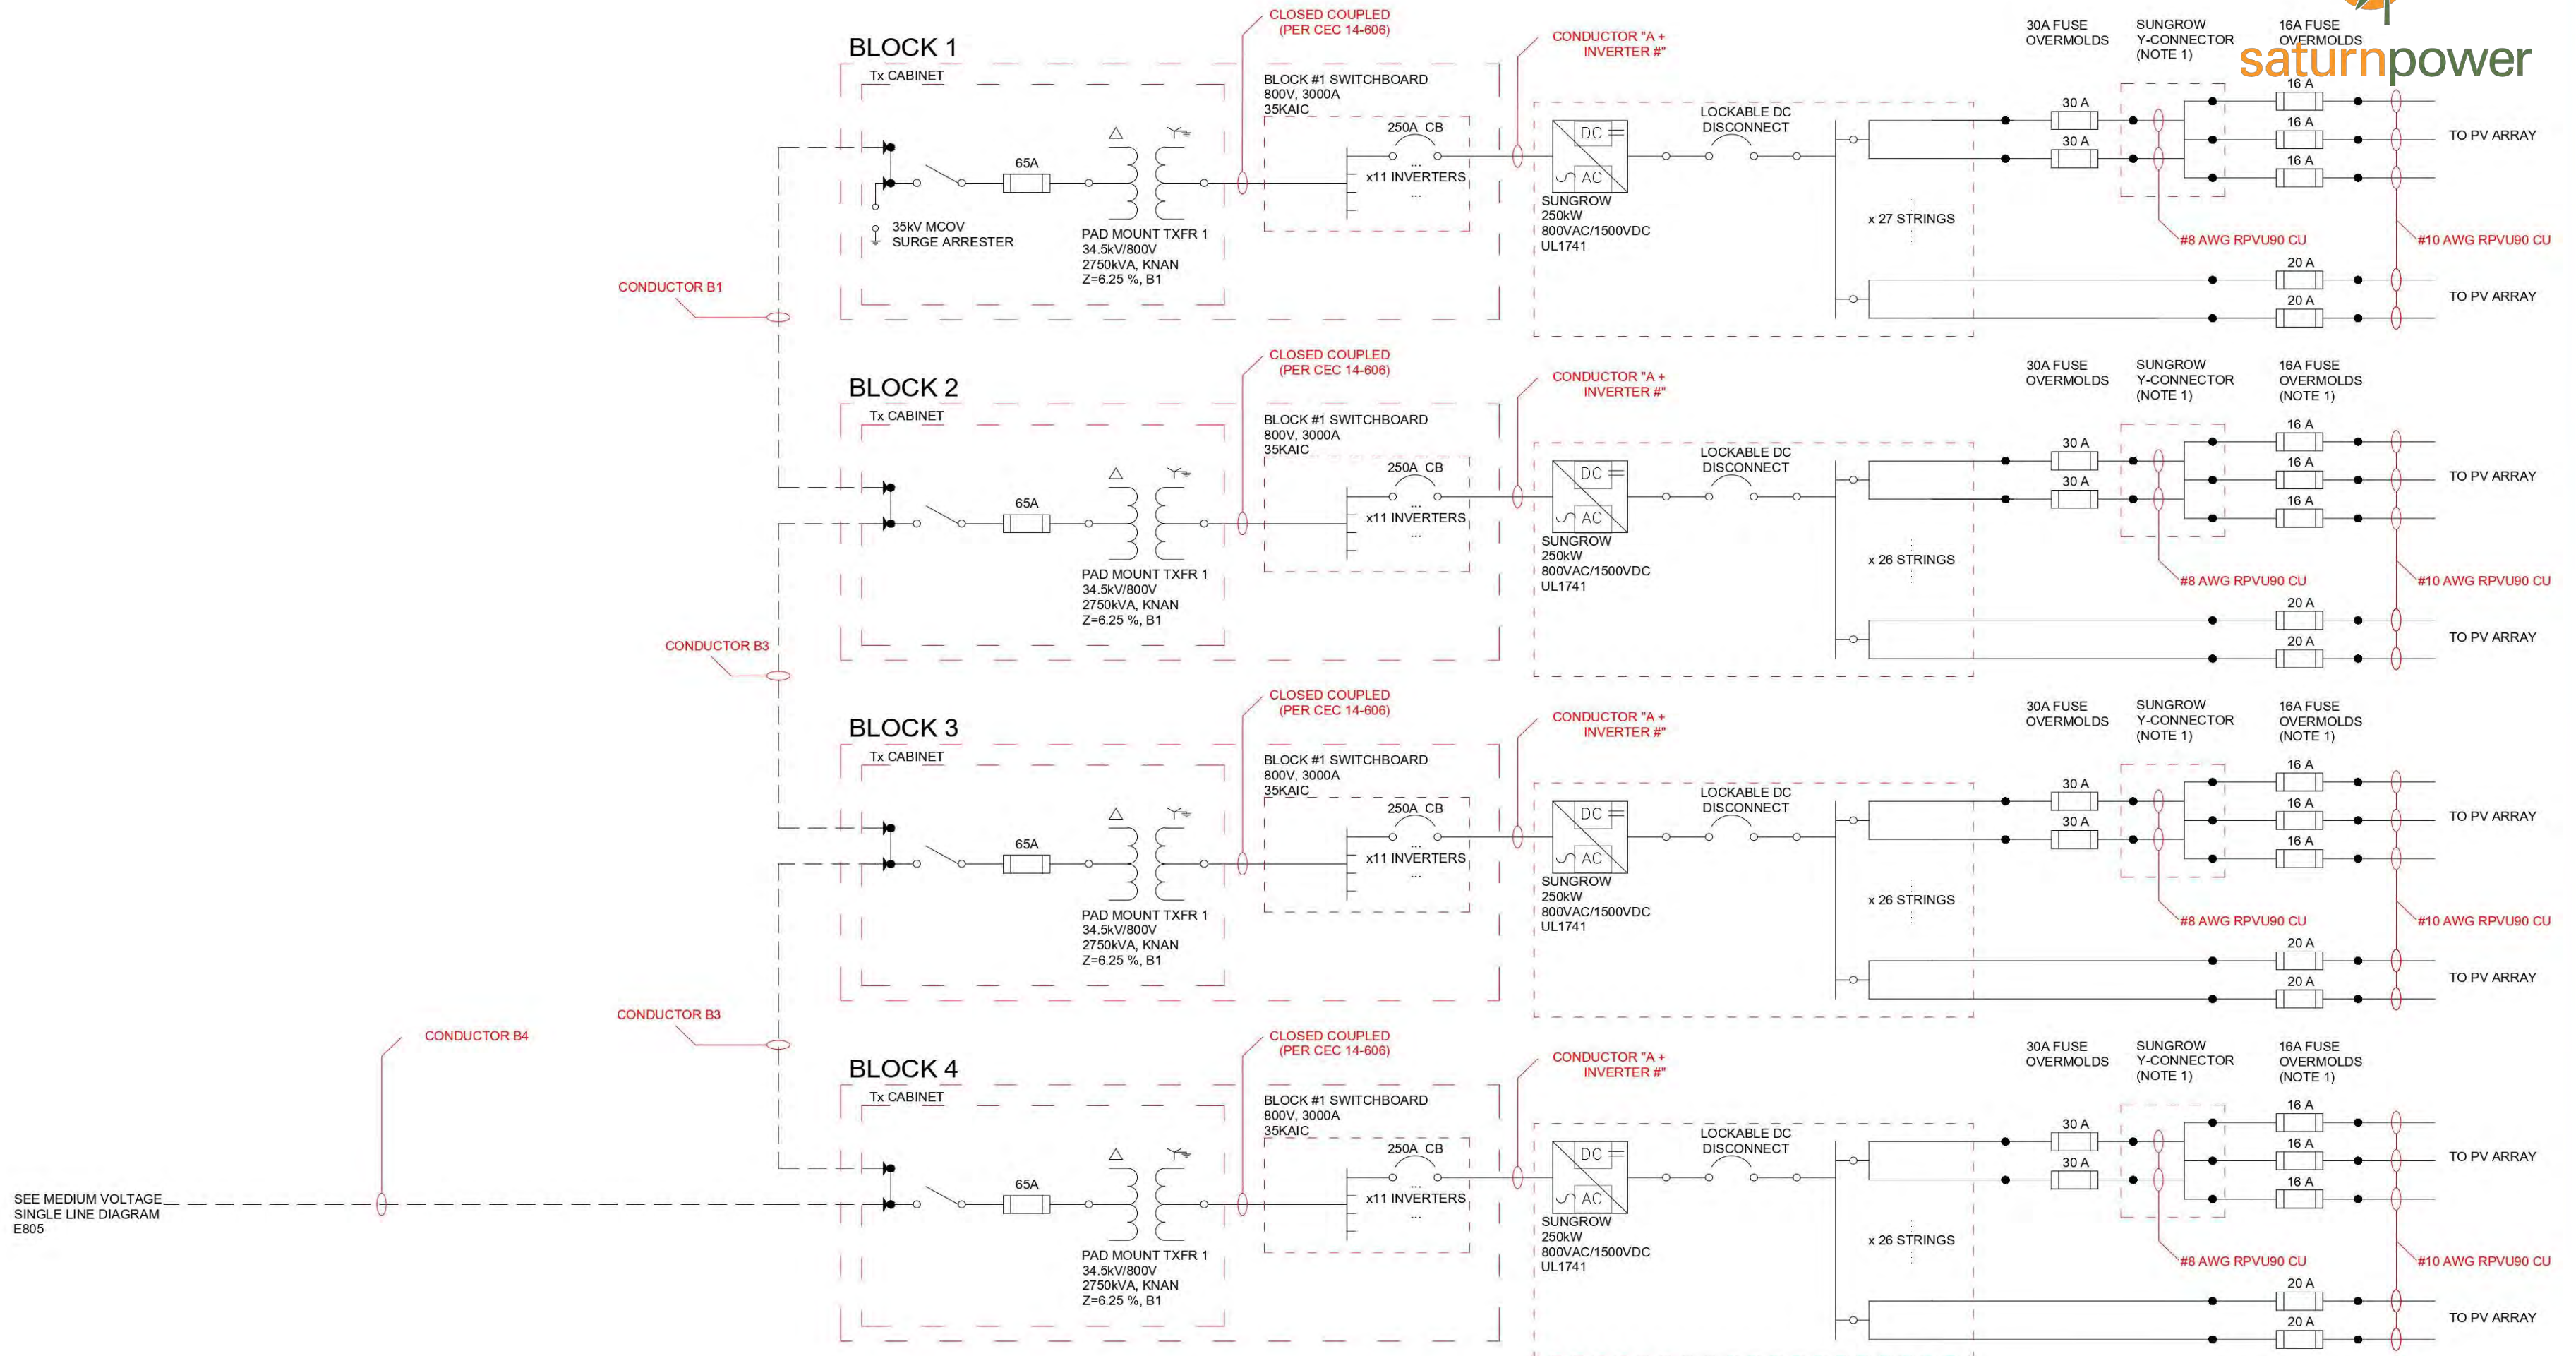 saturnpower
BLOCK 1
Tx CABINET
CLOSED COUPLED
(PER CEC 14-606)
CONDUCTOR "A +
INVERTER #"
30A FUSE
OVERMOLDS
SUNGROW
Y-CONNECTOR
(NOTE 1)
16A FUSE
OVERMOLDS
BLOCK #1 SWITCHBOARD
800V, 3000A
35KAIC
250A CB
...
x11 INVERTERS
...
65A
35kV MCOV
SURGE ARRESTER
PAD MOUNT TXFR 1
34.5kV/800V
2750kVA, KNAN
Z=6.25 %, B1
DC
AC
SUNGROW
250kW
800VAC/1500VDC
UL1741
LOCKABLE DC
DISCONNECT
x 27 STRINGS
30 A
30 A
16 A
16 A
16 A
TO PV ARRAY
#8 AWG RPVU90 CU
#10 AWG RPVU90 CU
20 A
20 A
TO PV ARRAY
CONDUCTOR B1
BLOCK 2
Tx CABINET
CLOSED COUPLED
(PER CEC 14-606)
CONDUCTOR "A +
INVERTER #"
30A FUSE
OVERMOLDS
SUNGROW
Y-CONNECTOR
(NOTE 1)
16A FUSE
OVERMOLDS
(NOTE 1)
BLOCK #1 SWITCHBOARD
800V, 3000A
35KAIC
250A CB
...
x11 INVERTERS
...
65A
PAD MOUNT TXFR 1
34.5kV/800V
2750kVA, KNAN
Z=6.25 %, B1
DC
AC
SUNGROW
250kW
800VAC/1500VDC
UL1741
LOCKABLE DC
DISCONNECT
x 26 STRINGS
30 A
30 A
16 A
16 A
16 A
TO PV ARRAY
#8 AWG RPVU90 CU
#10 AWG RPVU90 CU
20 A
20 A
TO PV ARRAY
CONDUCTOR B3
BLOCK 3
Tx CABINET
CLOSED COUPLED
(PER CEC 14-606)
CONDUCTOR "A +
INVERTER #"
30A FUSE
OVERMOLDS
SUNGROW
Y-CONNECTOR
(NOTE 1)
16A FUSE
OVERMOLDS
(NOTE 1)
BLOCK #1 SWITCHBOARD
800V, 3000A
35KAIC
250A CB
...
x11 INVERTERS
...
65A
PAD MOUNT TXFR 1
34.5kV/800V
2750kVA, KNAN
Z=6.25 %, B1
DC
AC
SUNGROW
250kW
800VAC/1500VDC
UL1741
LOCKABLE DC
DISCONNECT
x 26 STRINGS
30 A
30 A
16 A
16 A
16 A
TO PV ARRAY
#8 AWG RPVU90 CU
#10 AWG RPVU90 CU
20 A
20 A
TO PV ARRAY
CONDUCTOR B3
CONDUCTOR B4
BLOCK 4
Tx CABINET
CLOSED COUPLED
(PER CEC 14-606)
CONDUCTOR "A +
INVERTER #"
30A FUSE
OVERMOLDS
SUNGROW
Y-CONNECTOR
(NOTE 1)
16A FUSE
OVERMOLDS
(NOTE 1)
BLOCK #1 SWITCHBOARD
800V, 3000A
35KAIC
250A CB
...
x11 INVERTERS
...
65A
PAD MOUNT TXFR 1
34.5kV/800V
2750kVA, KNAN
Z=6.25 %, B1
DC
AC
SUNGROW
250kW
800VAC/1500VDC
UL1741
LOCKABLE DC
DISCONNECT
x 26 STRINGS
30 A
30 A
16 A
16 A
16 A
TO PV ARRAY
#8 AWG RPVU90 CU
#10 AWG RPVU90 CU
20 A
20 A
TO PV ARRAY
SEE MEDIUM VOLTAGE
SINGLE LINE DIAGRAM
E805